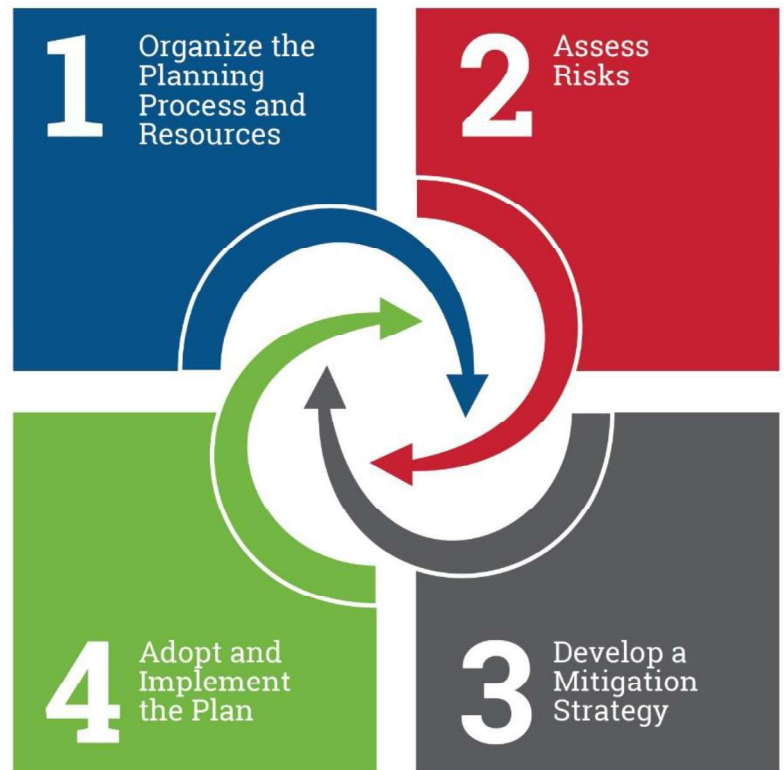 1
Organize the
Planning
Process and
Resources
2
Assess
Risks
3
Develop a
Mitigation
Strategy
4
Adopt and
Implement
the Plan